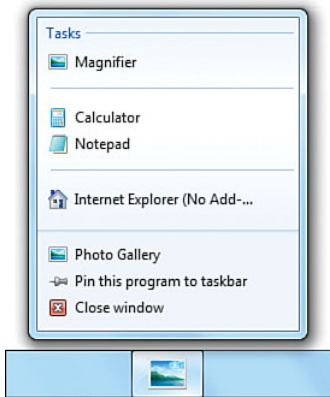 Tasks
Magnifier
Calculator
Notepad
Internet Explorer (No Add-...
Photo Gallery
Pin this program to taskbar
Close window